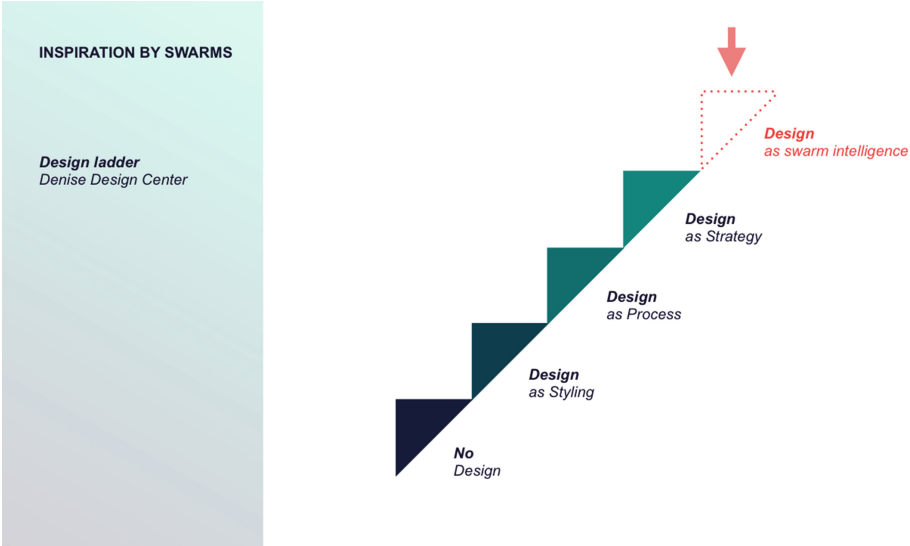 INSPIRATION BY SWARMS
Design ladder
Denise Design Center
Design
as swarm intelligence
Design
as Strategy
Design
as Process
Design
as Styling
No
Design